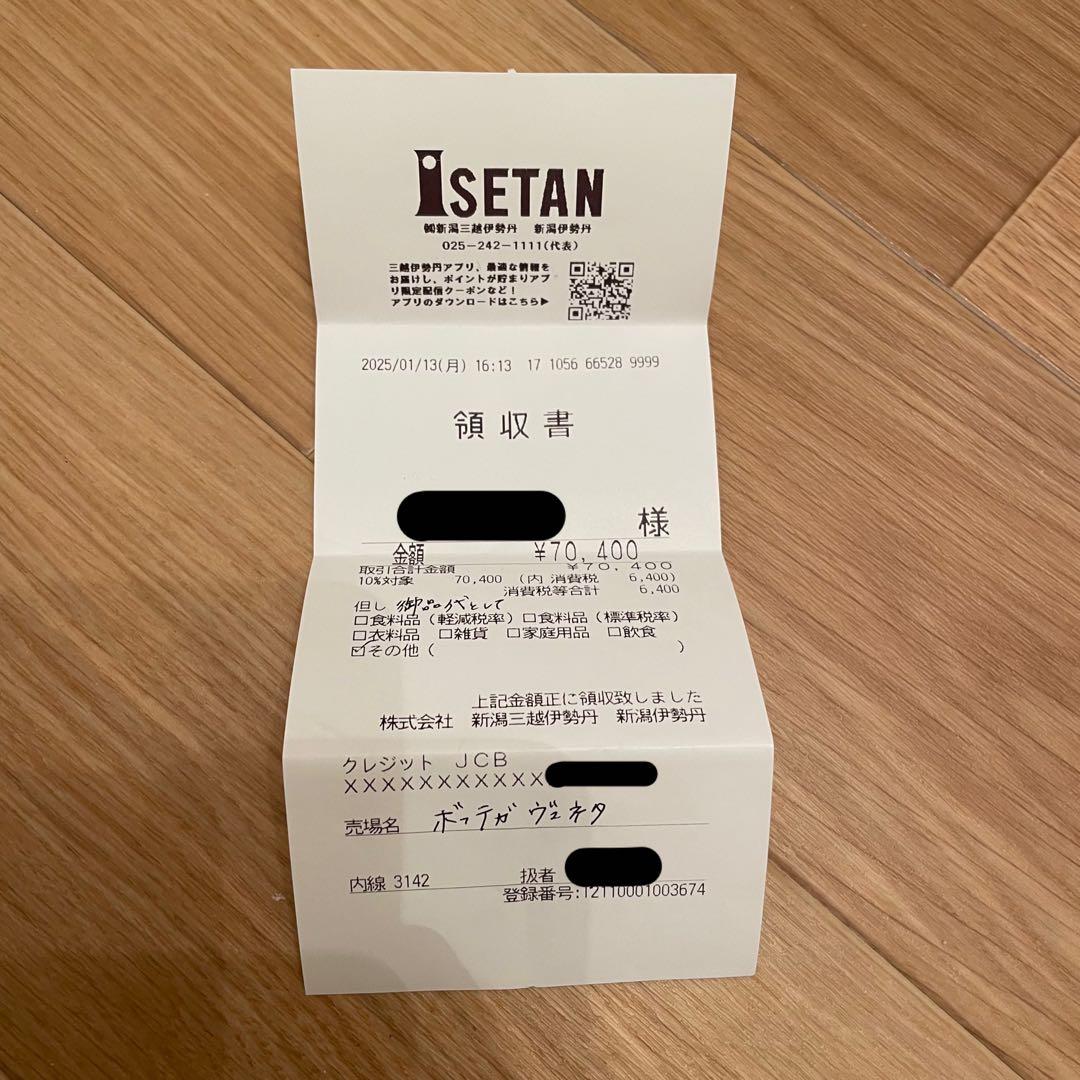 ISETAN
㈱新潟三越伊勢丹 新潟伊勢丹
025-242-1111(代表)
三越伊勢丹アプリ、最適な情報を
お届けし、ポイントが貯まりアプ
リ限定配信クーポンなど!
アプリのダウンロードはこちら▶
2025/01/13(月) 16:13 17 1056 66528 9999
領収書
様
金額 ¥70,400
取引合計金額 ¥70,400
10%対象 70,400 (内 消費税 6,400)
消費税等合計 6,400
但し 御品代として
□食料品(軽減税率)□食料品(標準税率)
□衣料品 □雑貨 □家庭用品 □飲食
☑その他( )
上記金額正に領収致しました
株式会社 新潟三越伊勢丹 新潟伊勢丹
クレジット JCB
XXXXXXXXXXXX
売場名 ボッテガ ヴェネタ
内線 3142 扱者
登録番号:T2110001003674